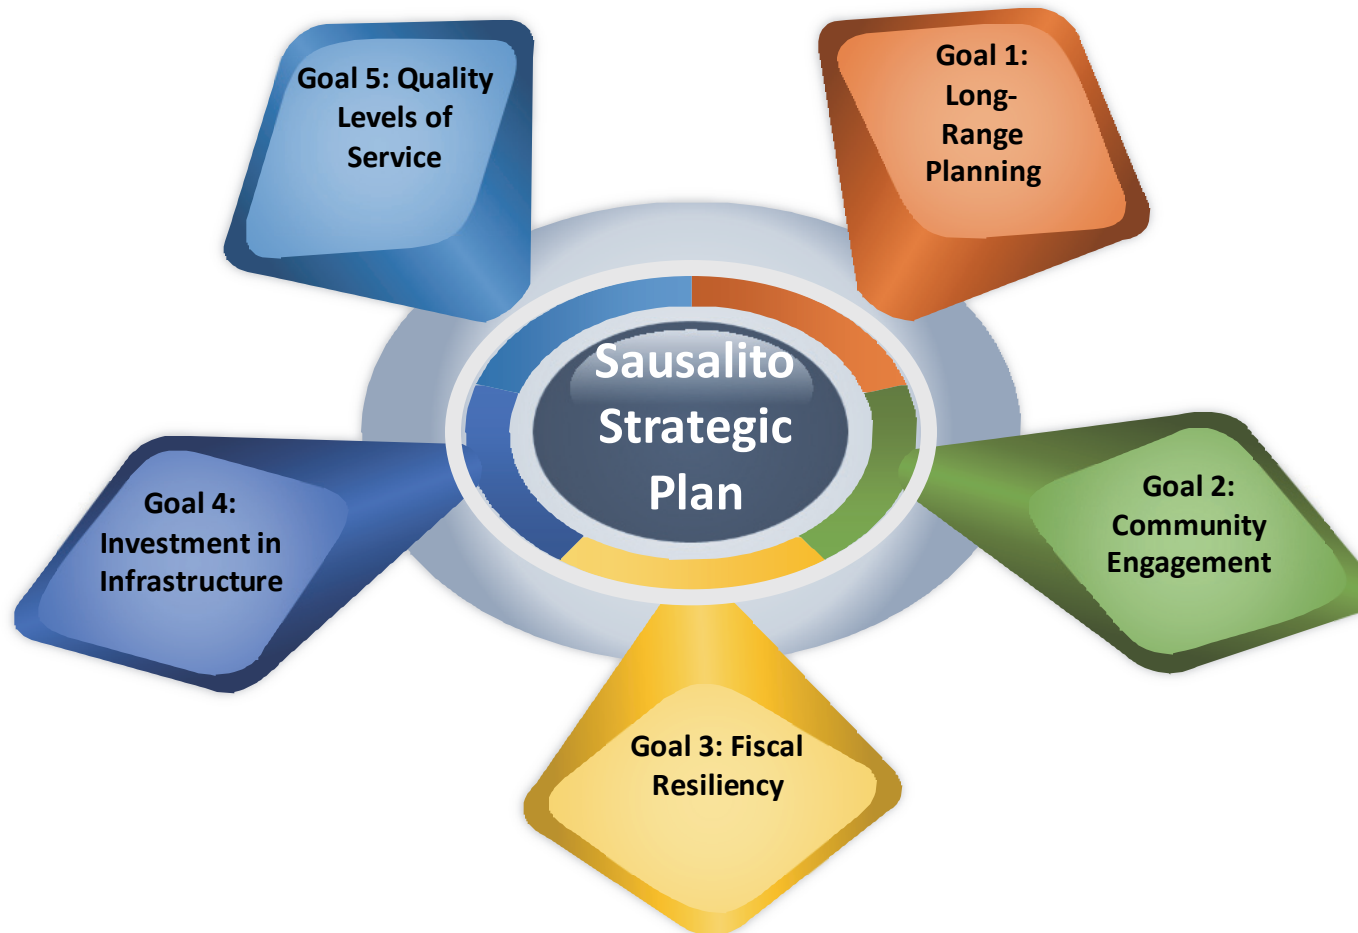 Goal 5: Quality
Levels of
Service
Goal 1:
Long-
Range
Planning
Sausalito
Strategic
Plan
Goal 4:
Investment in
Infrastructure
Goal 2:
Community
Engagement
Goal 3: Fiscal
Resiliency